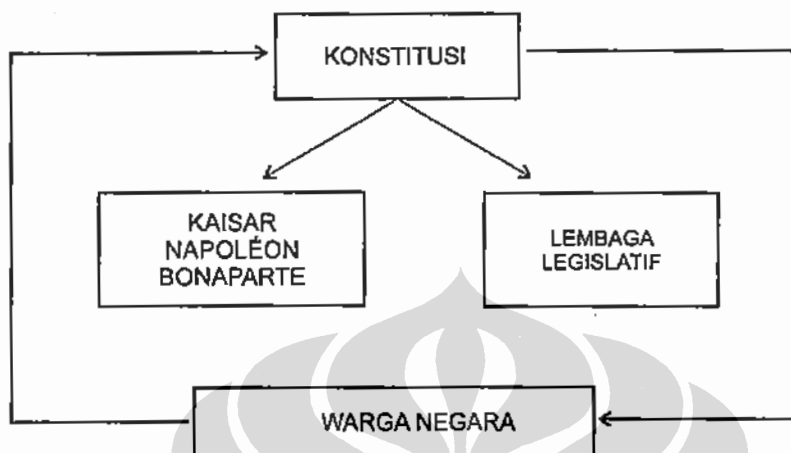 KONSTITUSI
KAISAR
NAPOLÉON
BONAPARTE
LEMBAGA
LEGISLATIF
WARGA NEGARA